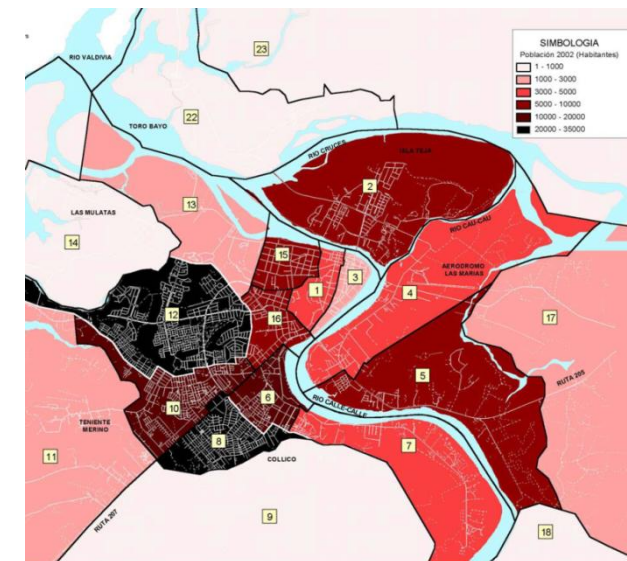 SIMBOLOGIA
Población 2002 (Habitantes)
1 - 1000
1000 - 3000
3000 - 5000
5000 - 10000
10000 - 20000
20000 - 35000
23
RIO VALDIVIA
22
TORO BAYO
RIO CRUCES
ISLA TEJA
2
13
LAS MULATAS
RIO CAU-CAU
14
15
3
AERODROMO
LAS MARIAS
1
4
12
16
17
5
RUTA 205
6
RIO CALLE-CALLE
10
TENIENTE
MERINO
8
7
11
COLLICO
RUTA 207
9
18